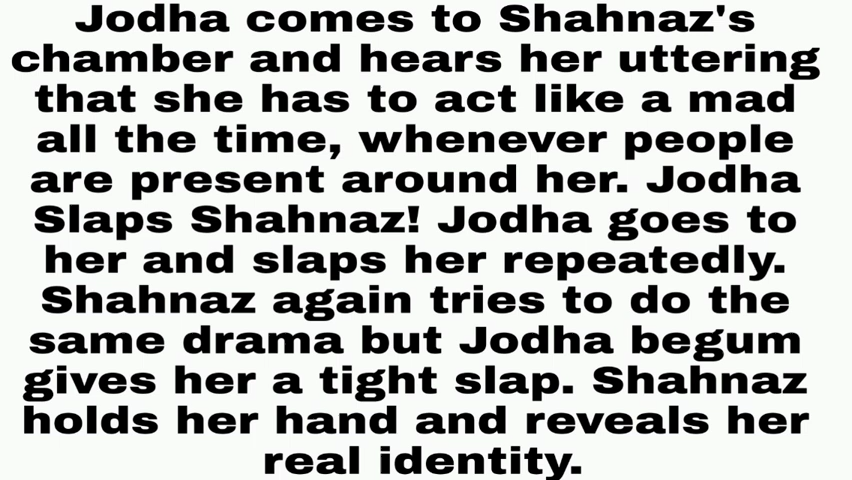 Jodha comes to Shahnaz's
chamber and hears her uttering
that she has to act like a mad
all the time, whenever people
are present around her. Jodha
Slaps Shahnaz! Jodha goes to
her and slaps her repeatedly.
Shahnaz again tries to do the
same drama but Jodha begum
gives her a tight slap. Shahnaz
holds her hand and reveals her
real identity.